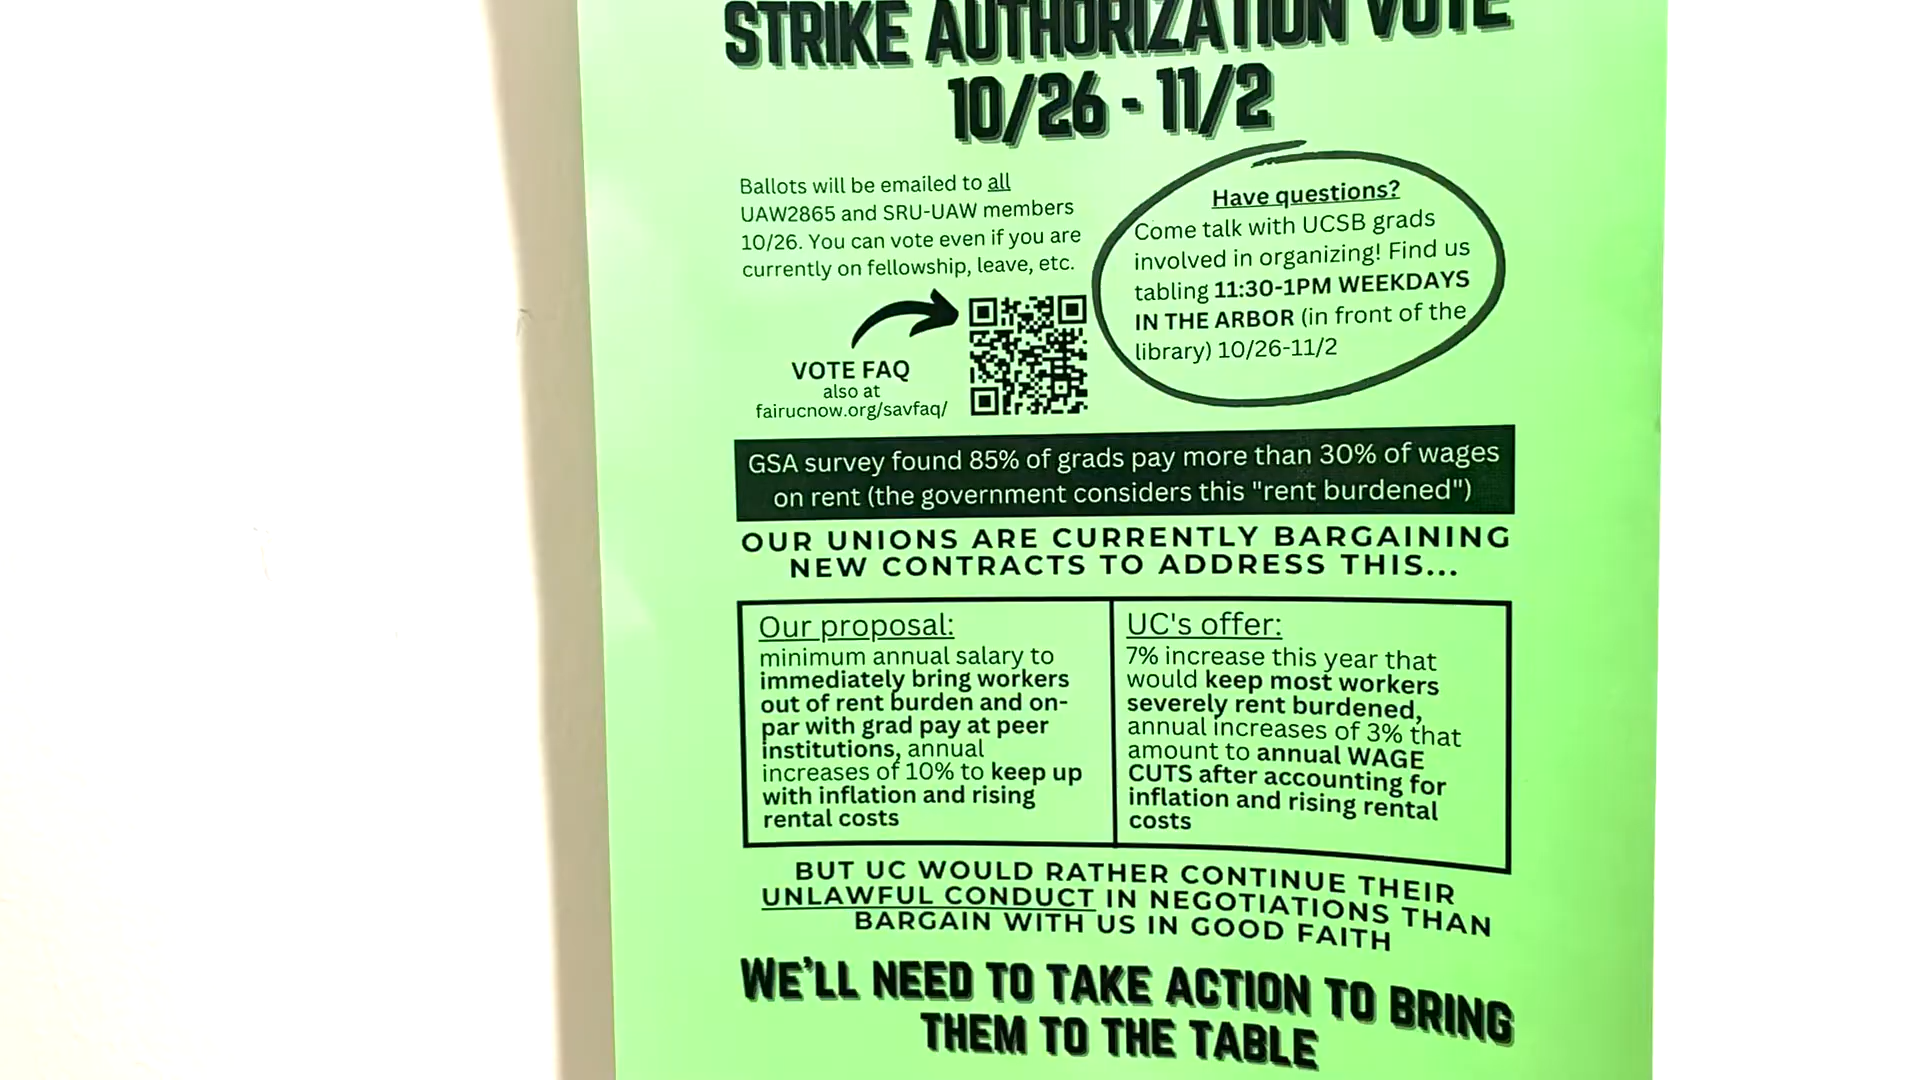 STRIKE AUTHORIZATION VOTE
10/26 - 11/2
Ballots will be emailed to all
UAW2865 and SRU-UAW members
10/26. You can vote even if you are
currently on fellowship, leave, etc.
VOTE FAQ
also at
fairucnow.org/savfaq/
Have questions?
Come talk with UCSB grads
involved in organizing! Find us
tabling 11:30-1PM WEEKDAYS
IN THE ARBOR (in front of the
library) 10/26-11/2
GSA survey found 85% of grads pay more than 30% of wages
on rent (the government considers this "rent burdened")
OUR UNIONS ARE CURRENTLY BARGAINING
NEW CONTRACTS TO ADDRESS THIS...
Our proposal:
minimum annual salary to
immediately bring workers
out of rent burden and on-
par with grad pay at peer
institutions, annual
increases of 10% to keep up
with inflation and rising
rental costs
UC's offer:
7% increase this year that
would keep most workers
severely rent burdened,
annual increases of 3% that
amount to annual WAGE
CUTS after accounting for
inflation and rising rental
costs
BUT UC WOULD RATHER CONTINUE THEIR
UNLAWFUL CONDUCT IN NEGOTIATIONS THAN
BARGAIN WITH US IN GOOD FAITH
WE'LL NEED TO TAKE ACTION TO BRING
THEM TO THE TABLE